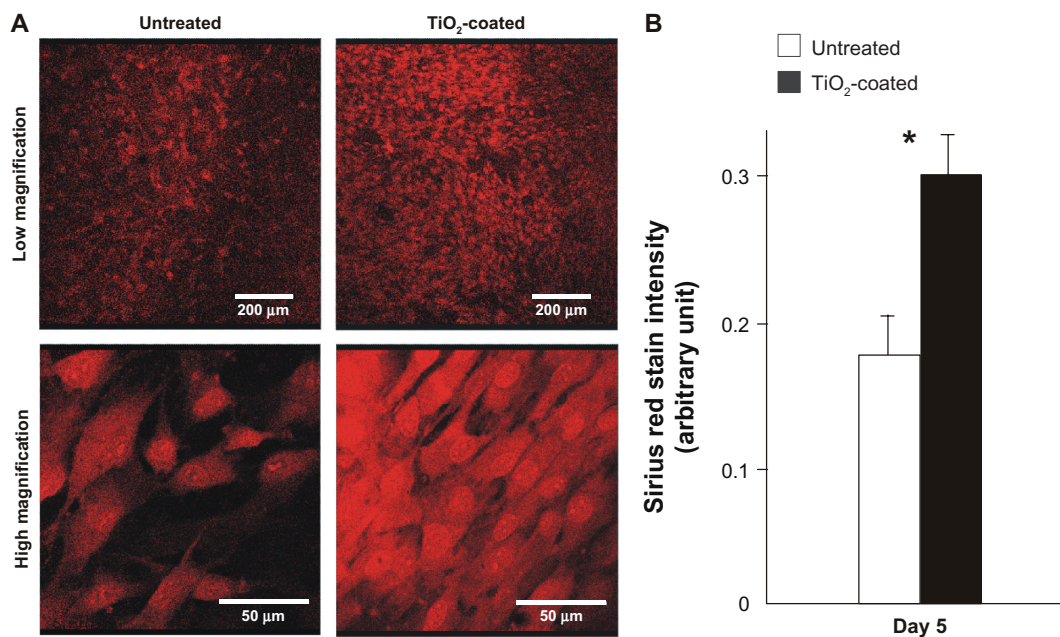 A
Untreated
TiO₂-coated
Low magnification
200 µm
200 µm
High magnification
50 µm
50 µm
B
Untreated
TiO₂-coated
Sirius red stain intensity
(arbitrary unit)
0.3
0.2
0.1
0
*
Day 5